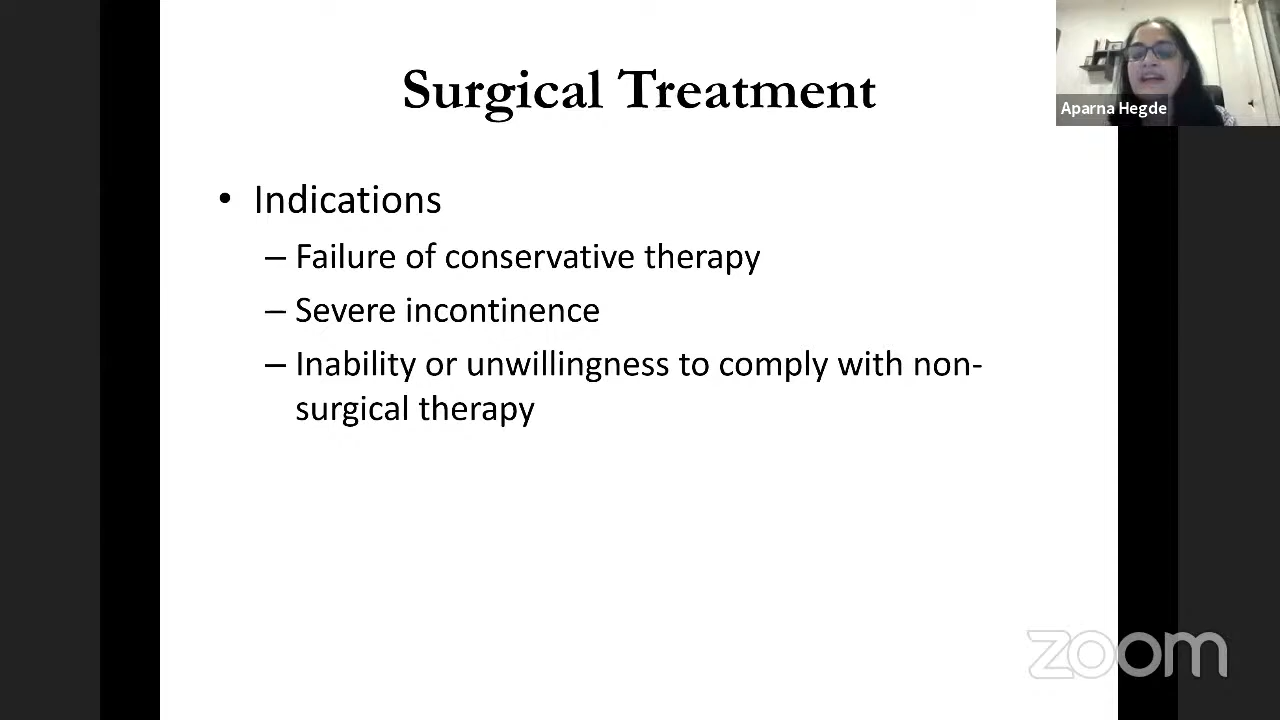 Surgical Treatment
Aparna Hegde
• Indications
– Failure of conservative therapy
– Severe incontinence
– Inability or unwillingness to comply with non-
surgical therapy
zoom